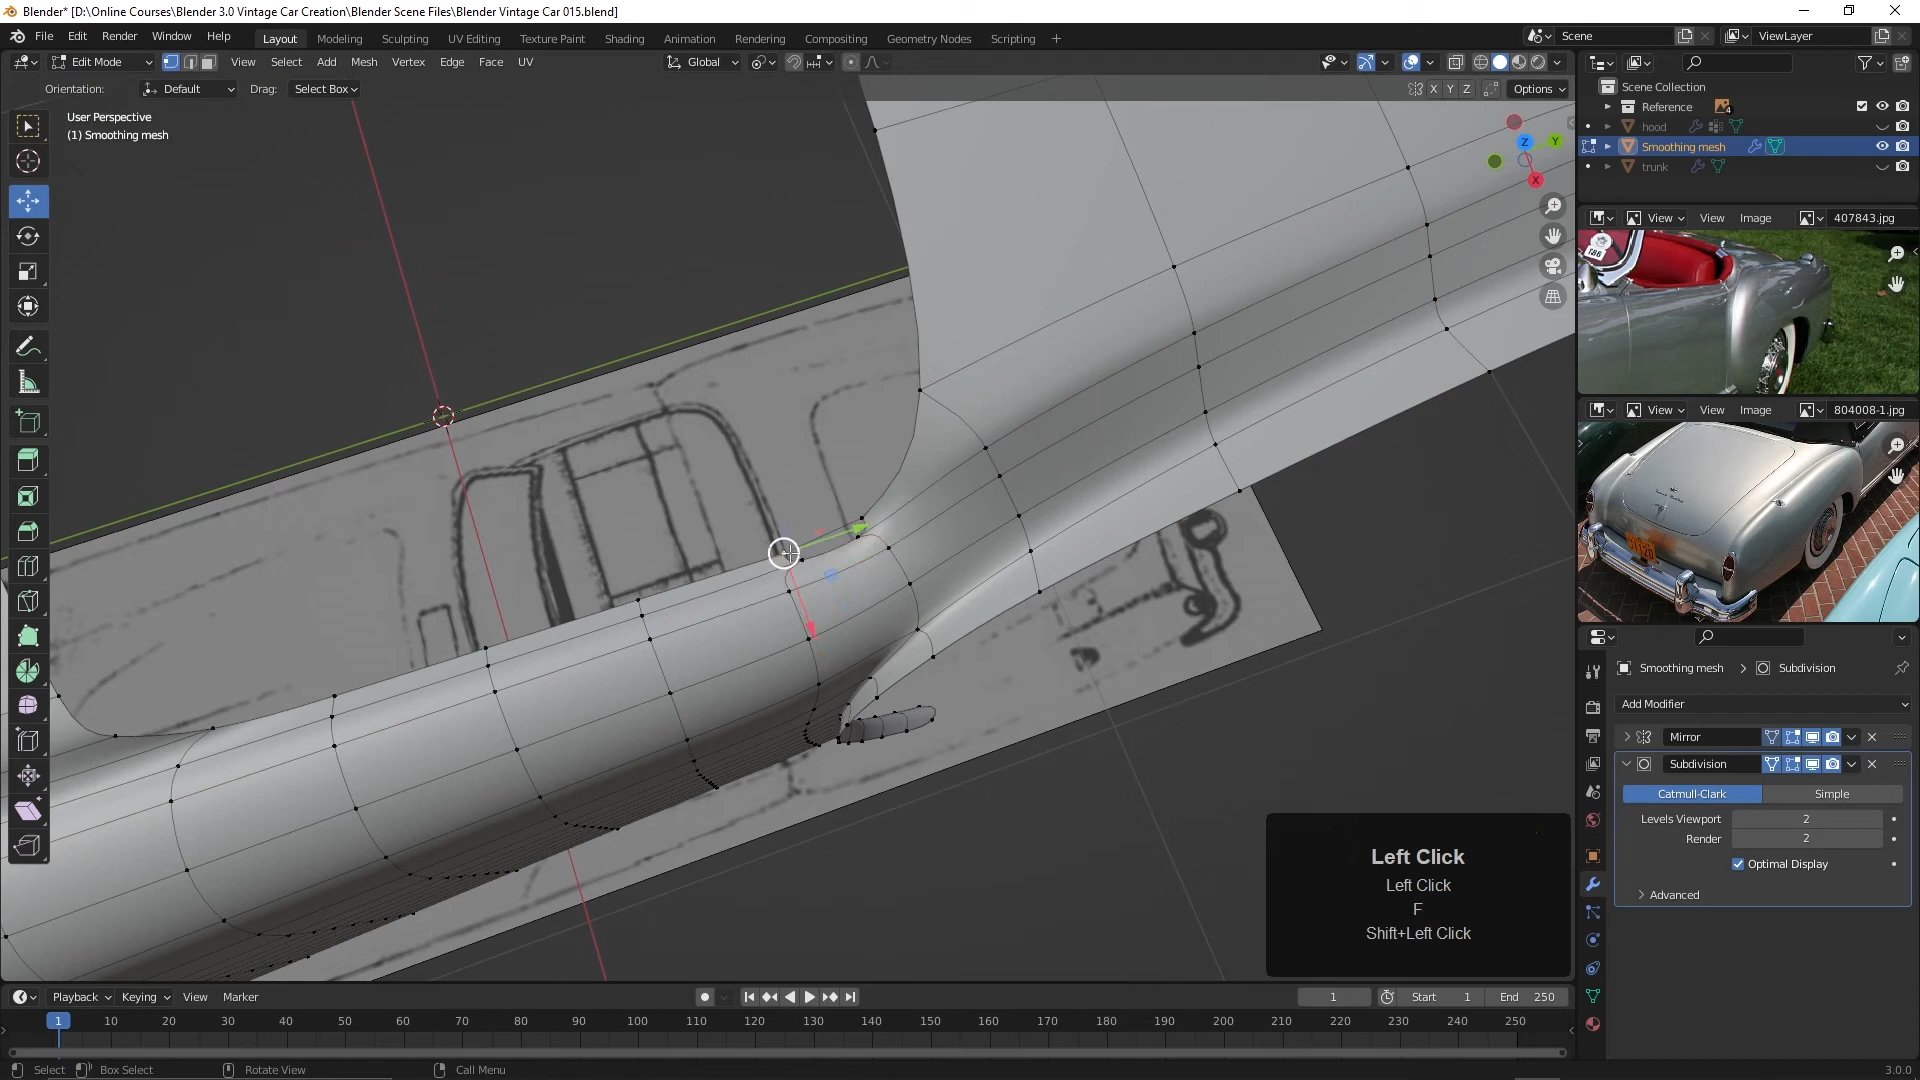 Blender* [D:\Online Courses\Blender 3.0 Vintage Car Creation\Blender Scene Files\Blender Vintage Car 015.blend]
File Edit Render Window Help Layout Modeling Sculpting UV Editing Texture Paint Shading Animation Rendering Compositing Geometry Nodes Scripting + Scene ViewLayer
Edit Mode View Select Add Mesh Vertex Edge Face UV Global
Orientation: Default Drag: Select Box X Y Z Options
User Perspective
(1) Smoothing mesh
Z Y X
Scene Collection
Reference 4
hood
Smoothing mesh
trunk
View View Image 407843.jpg
View View Image 804008-1.jpg
Smoothing mesh > Subdivision
Add Modifier
Mirror
Subdivision
Catmull-Clark Simple
Levels Viewport 2
Render 2
Optimal Display
Advanced
Left Click
Left Click
F
Shift+Left Click
Playback Keying View Marker 1 Start 1 End 250
1 10 20 30 40 50 60 70 80 90 100 110 120 130 140 150 160 170 180 190 200 210 220 230 240 250
Select Box Select Rotate View Call Menu 3.0.0